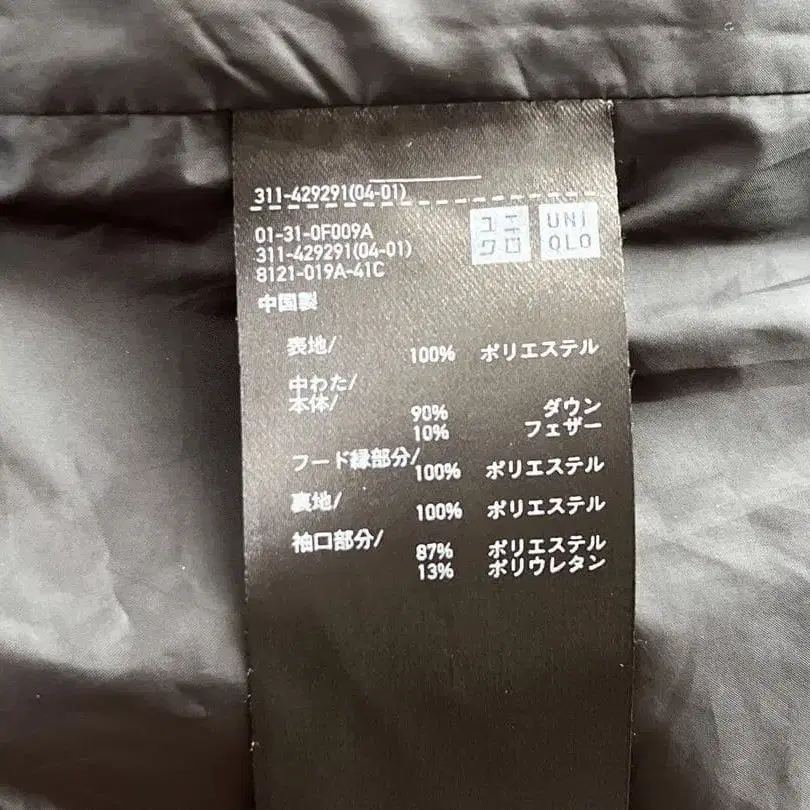 311-429291(04-01)
01-31-0F009A
311-429291(04-01)
8121-019A-41C
ユニ
クロ
UNI
QLO
中国製
表地/ 100% ポリエステル
中わた/
本体/ 90% ダウン
10% フェザー
フード縁部分/ 100% ポリエステル
裏地/ 100% ポリエステル
袖口部分/ 87% ポリエステル
13% ポリウレタン